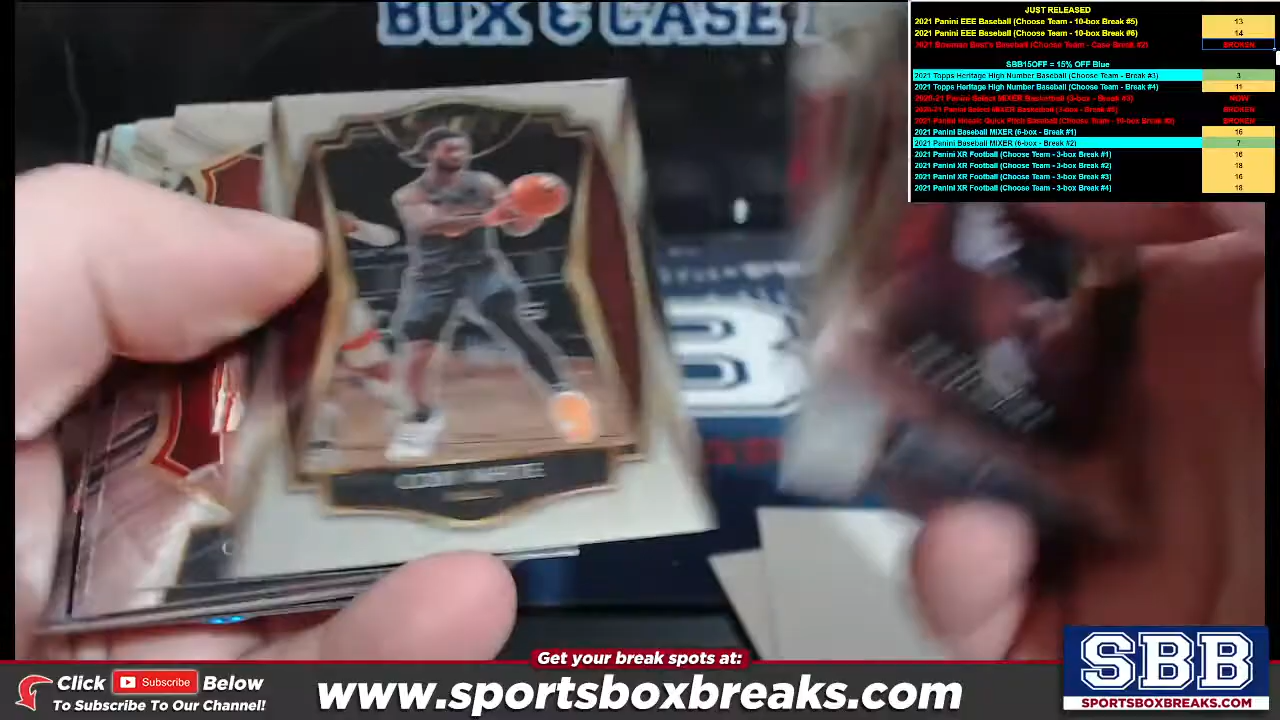 BOX & CASE
JUST RELEASED
2021 Panini EEE Baseball (Choose Team - 10-box Break #5) 13
2021 Panini EEE Baseball (Choose Team - 10-box Break #6) 14
2021 Bowman Best's Baseball (Choose Team - Case Break #2) BROKEN
SBB15OFF = 15% OFF Blue
2021 Topps Heritage High Number Baseball (Choose Team - Break #3) 3
2021 Topps Heritage High Number Baseball (Choose Team - Break #4) 11
2020-21 Panini Select MIXER Basketball (3-box - Break #3) NOW
2020-21 Panini Select MIXER Basketball BROKEN
2021 Panini Mosaic Quick Pitch Baseball (Choose Team - 10-box Break BROKEN
2021 Panini Baseball MIXER (6-box - Break #1) 16
2021 Panini Baseball MIXER (6-box - Break #2) 7
2021 Panini XR Football (Choose Team - 3-box Break #1) 16
2021 Panini XR Football (Choose Team - 3-box Break #2) 18
2021 Panini XR Football (Choose Team - 3-box Break #3) 16
2021 Panini XR Football (Choose Team - 3-box Break #4) 18
COBY WHITE
Get your break spots at:
Click Subscribe Below
To Subscribe To Our Channel!
www.sportsboxbreaks.com
SBB
SPORTSBOXBREAKS.COM